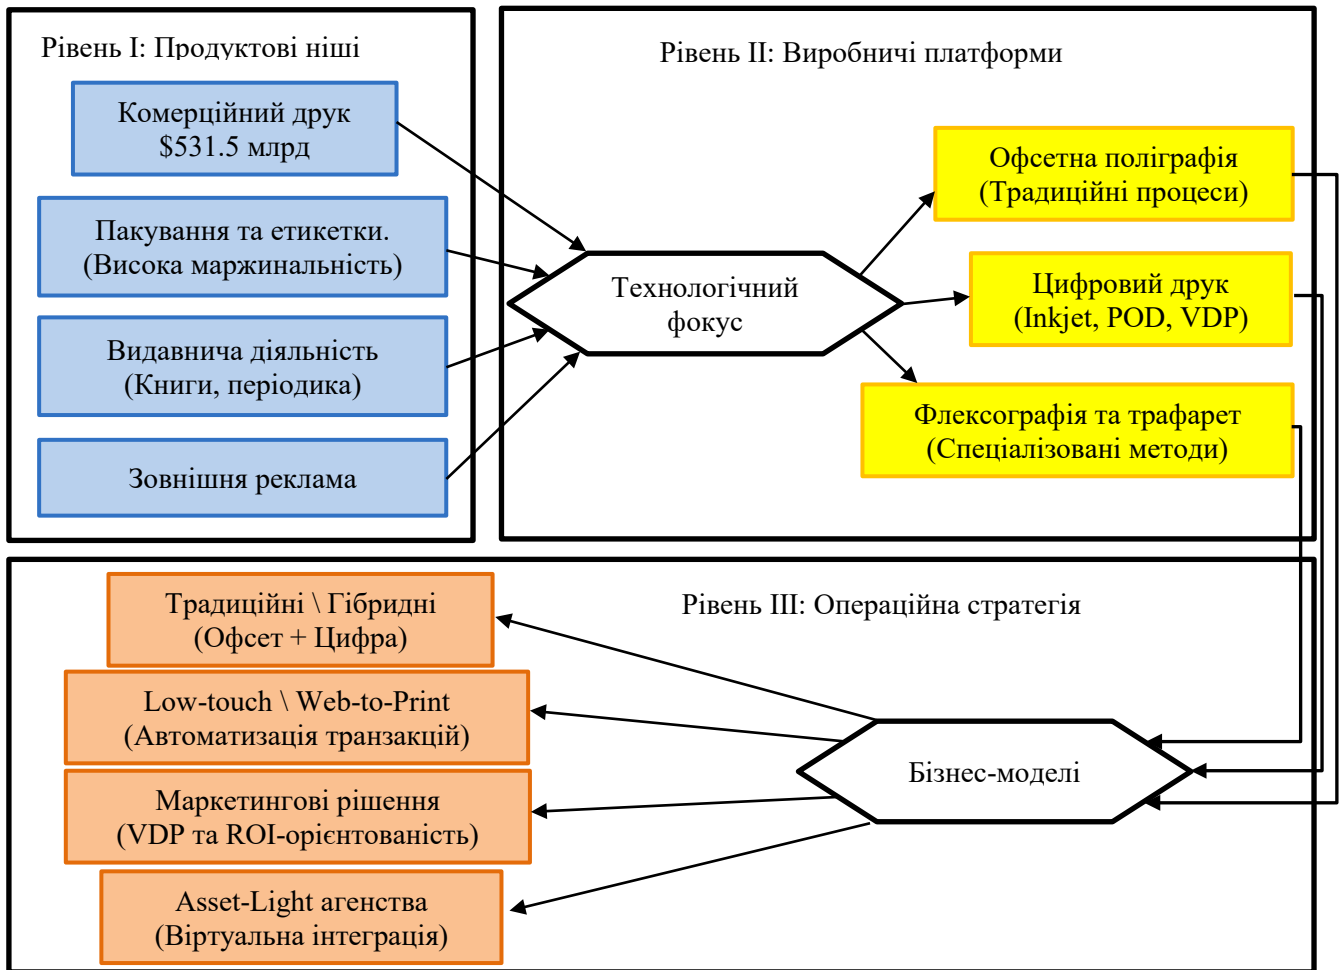 Рівень І: Продуктові ніші
Комерційний друк
$531.5 млрд
Пакування та етикетки.
(Висока маржинальність)
Видавнича діяльність
(Книги, періодика)
Зовнішня реклама
Технологічний
фокус
Рівень ІІ: Виробничі платформи
Офсетна поліграфія
(Традиційні процеси)
Цифровий друк
(Inkjet, POD, VDP)
Флексографія та трафарет
(Спеціалізовані методи)
Рівень ІІІ: Операційна стратегія
Традиційні \ Гібридні
(Офсет + Цифра)
Low-touch \ Web-to-Print
(Автоматизація транзакцій)
Маркетингові рішення
(VDP та ROI-орієнтованість)
Asset-Light агенства
(Віртуальна інтеграція)
Бізнес-моделі